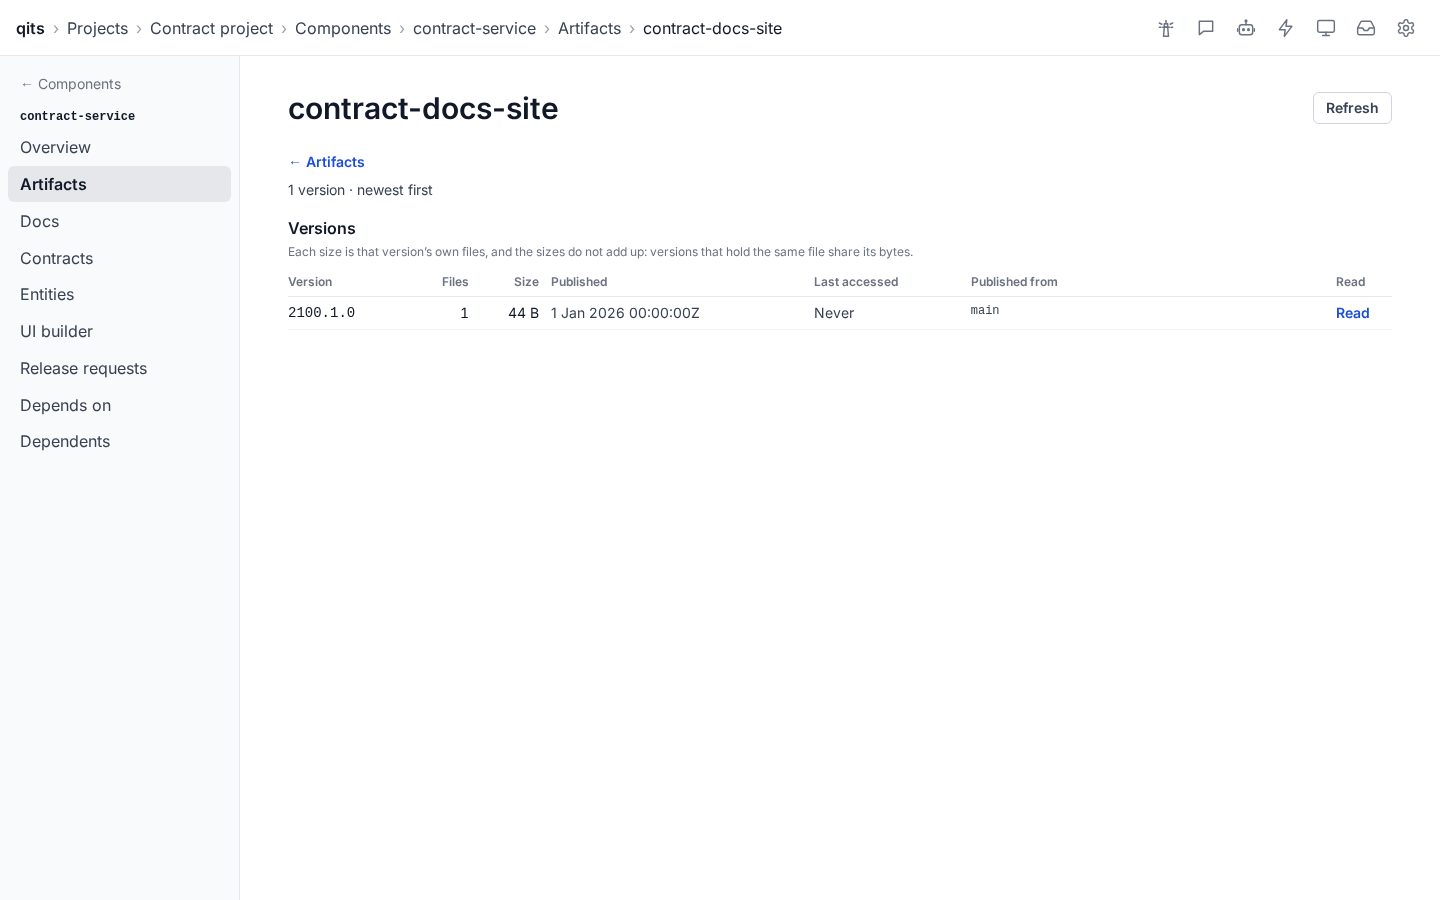 qits › Projects › Contract project › Components › contract-service › Artifacts › contract-docs-site
← Components
contract-service
Overview
Artifacts
Docs
Contracts
Entities
UI builder
Release requests
Depends on
Dependents
contract-docs-site
Refresh
← Artifacts
1 version · newest first
Versions
Each size is that version’s own files, and the sizes do not add up: versions that hold the same file share its bytes.
Version Files Size Published Last accessed Published from Read
2100.1.0 1 44 B 1 Jan 2026 00:00:00Z Never main Read